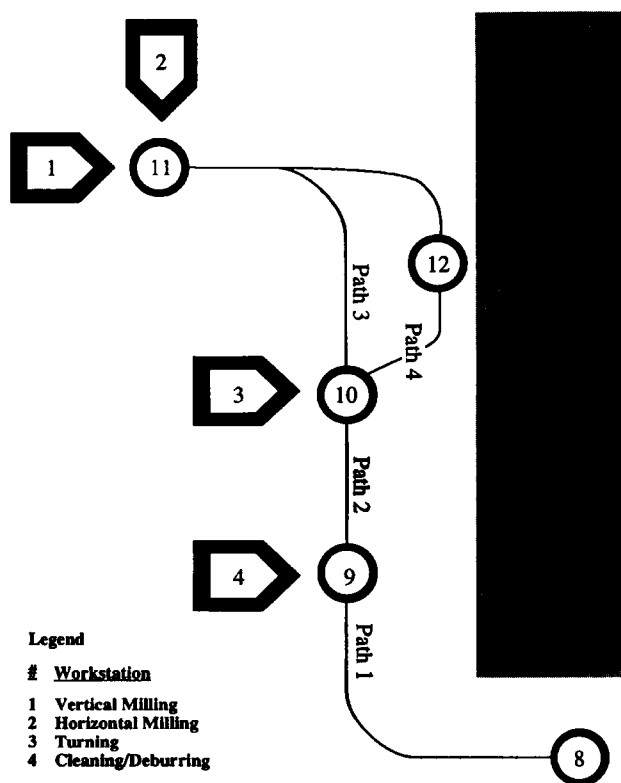 2
1
11
12
Path 3
Path 4
3
10
Path 2
4
9
Path 1
8
Legend
# Workstation
1 Vertical Milling
2 Horizontal Milling
3 Turning
4 Cleaning/Deburring